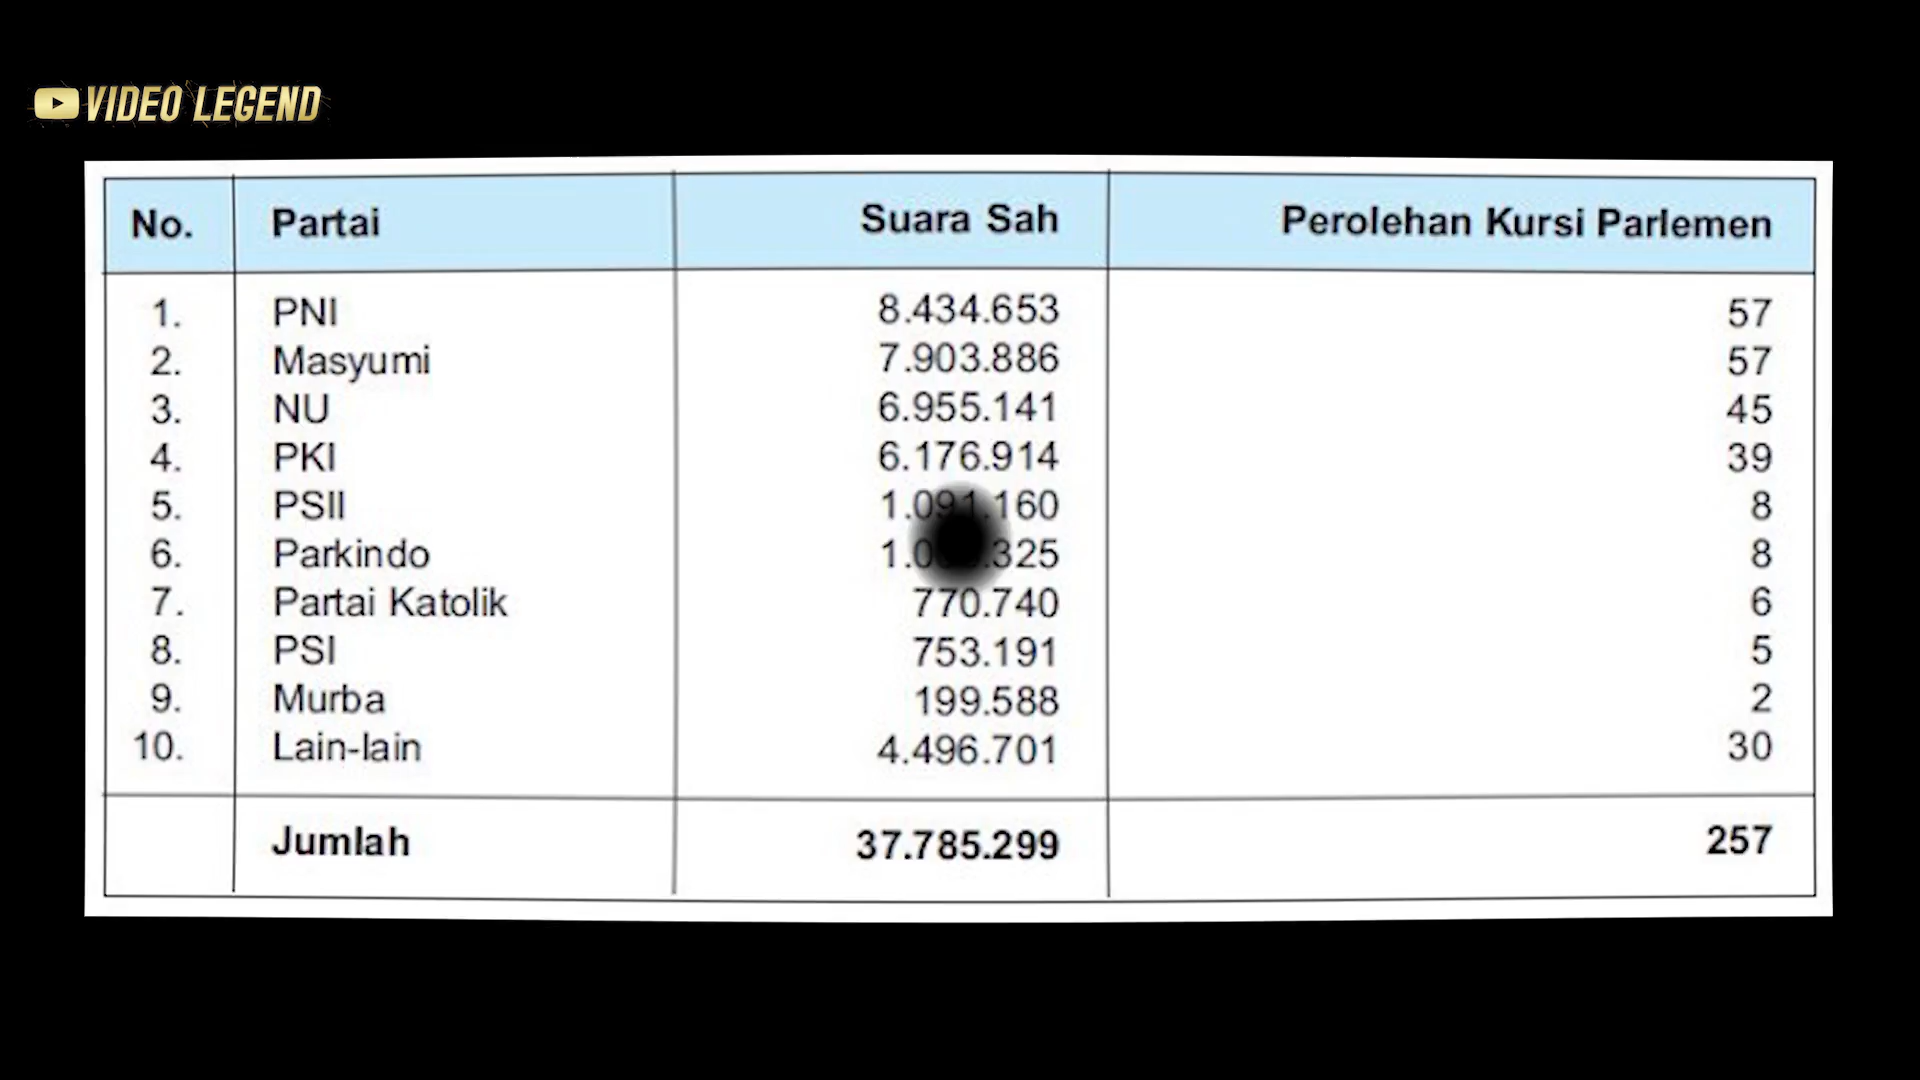 VIDEO LEGEND
No. Partai Suara Sah Perolehan Kursi Parlemen
1. PNI 8.434.653 57
2. Masyumi 7.903.886 57
3. NU 6.955.141 45
4. PKI 6.176.914 39
5. PSII 1.091.160 8
6. Parkindo 8
7. Partai Katolik 770.740 6
8. PSI 753.191 5
9. Murba 199.588 2
10. Lain-lain 4.496.701 30
Jumlah 37.785.299 257